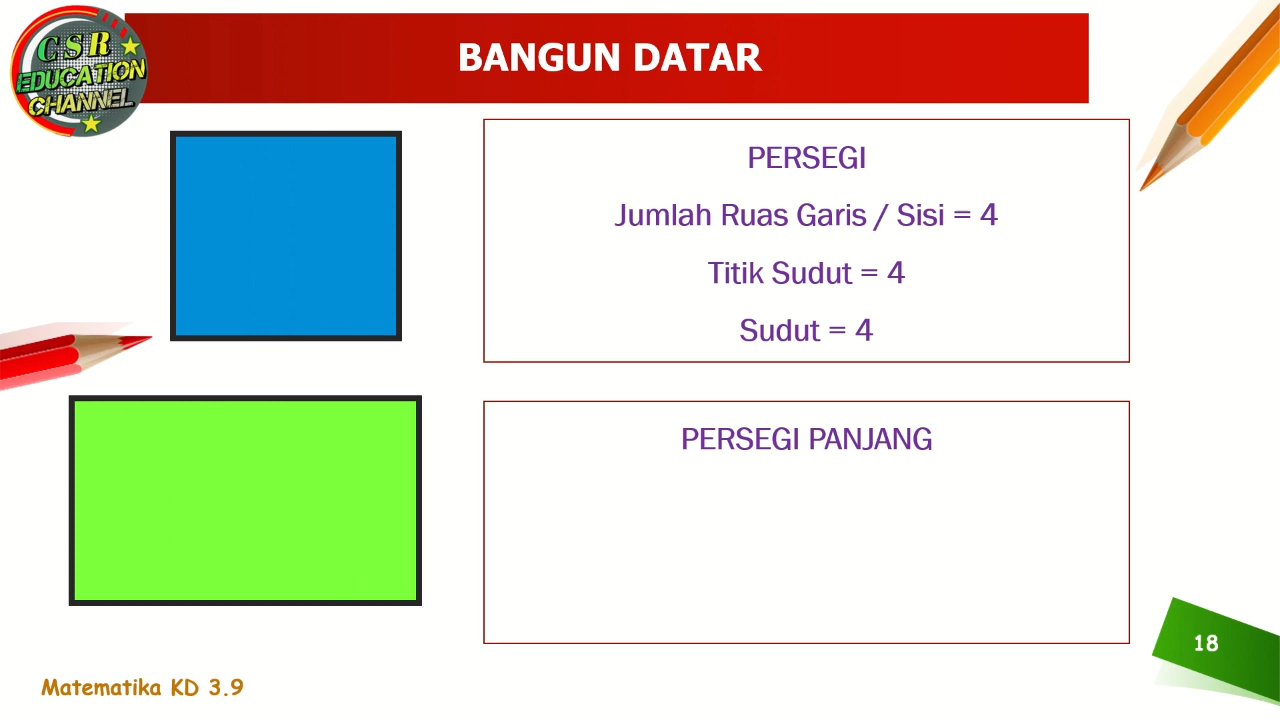 CSR
EDUCATION
CHANNEL
BANGUN DATAR
PERSEGI
Jumlah Ruas Garis / Sisi = 4
Titik Sudut = 4
Sudut = 4
PERSEGI PANJANG
18
Matematika KD 3.9